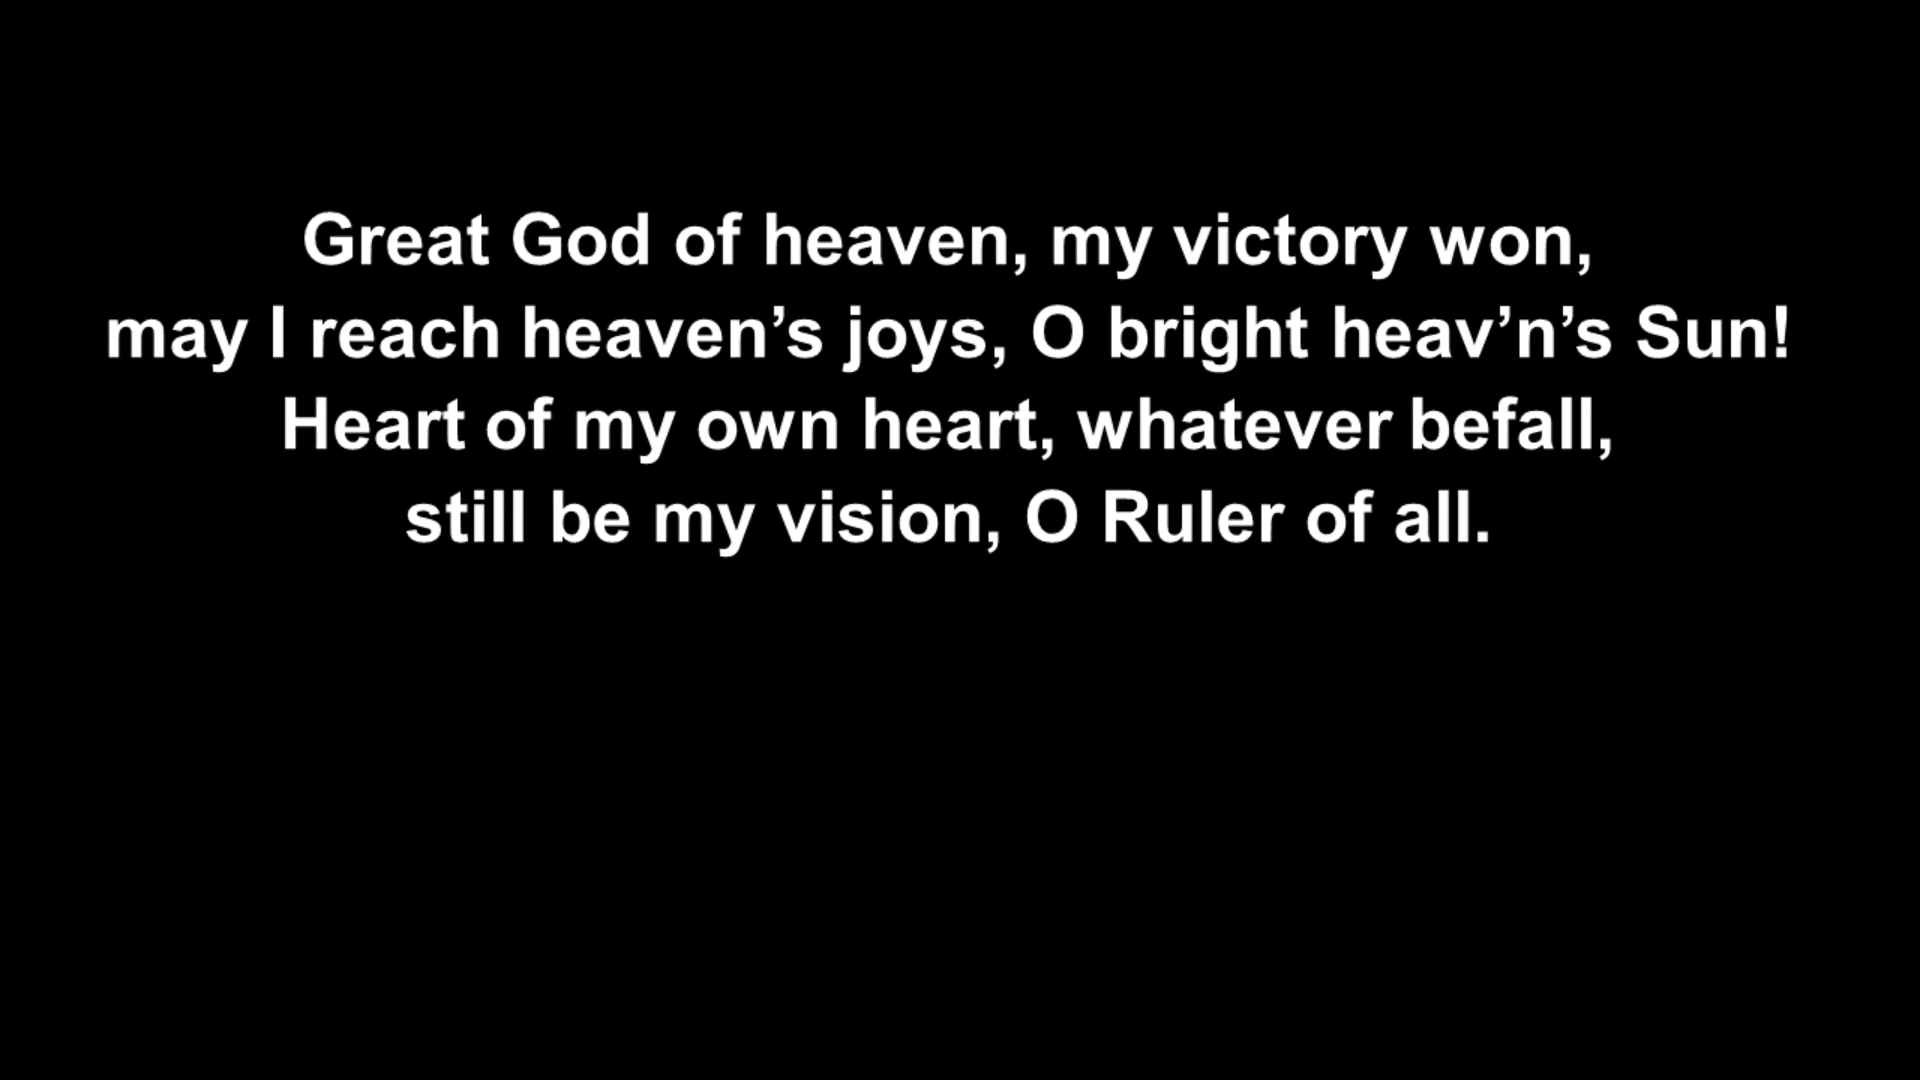 Great God of heaven, my victory won,
may I reach heaven’s joys, O bright heav’n’s Sun!
Heart of my own heart, whatever befall,
still be my vision, O Ruler of all.